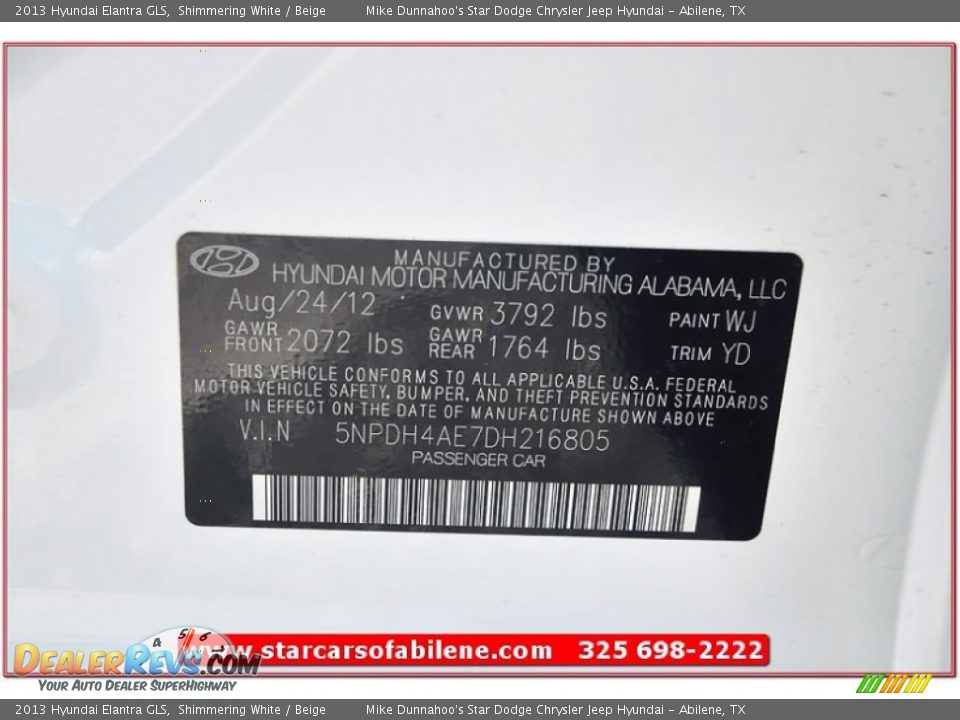 2013 Hyundai Elantra GLS, Shimmering White / Beige Mike Dunnahoo's Star Dodge Chrysler Jeep Hyundai - Abilene, TX
MANUFACTURED BY
HYUNDAI MOTOR MANUFACTURING ALABAMA, LLC
Aug/24/12 GVWR 3792 lbs PAINT WJ
GAWR FRONT 2072 lbs GAWR REAR 1764 lbs TRIM YD
THIS VEHICLE CONFORMS TO ALL APPLICABLE U.S.A. FEDERAL
MOTOR VEHICLE SAFETY, BUMPER, AND THEFT PREVENTION STANDARDS
IN EFFECT ON THE DATE OF MANUFACTURE SHOWN ABOVE
V.I.N 5NPDH4AE7DH216805
PASSENGER CAR
www.starcarsofabilene.com 325 698-2222
4 5 6
DEALERREVS.COM
YOUR AUTO DEALER SUPERHIGHWAY
2013 Hyundai Elantra GLS, Shimmering White / Beige Mike Dunnahoo's Star Dodge Chrysler Jeep Hyundai - Abilene, TX